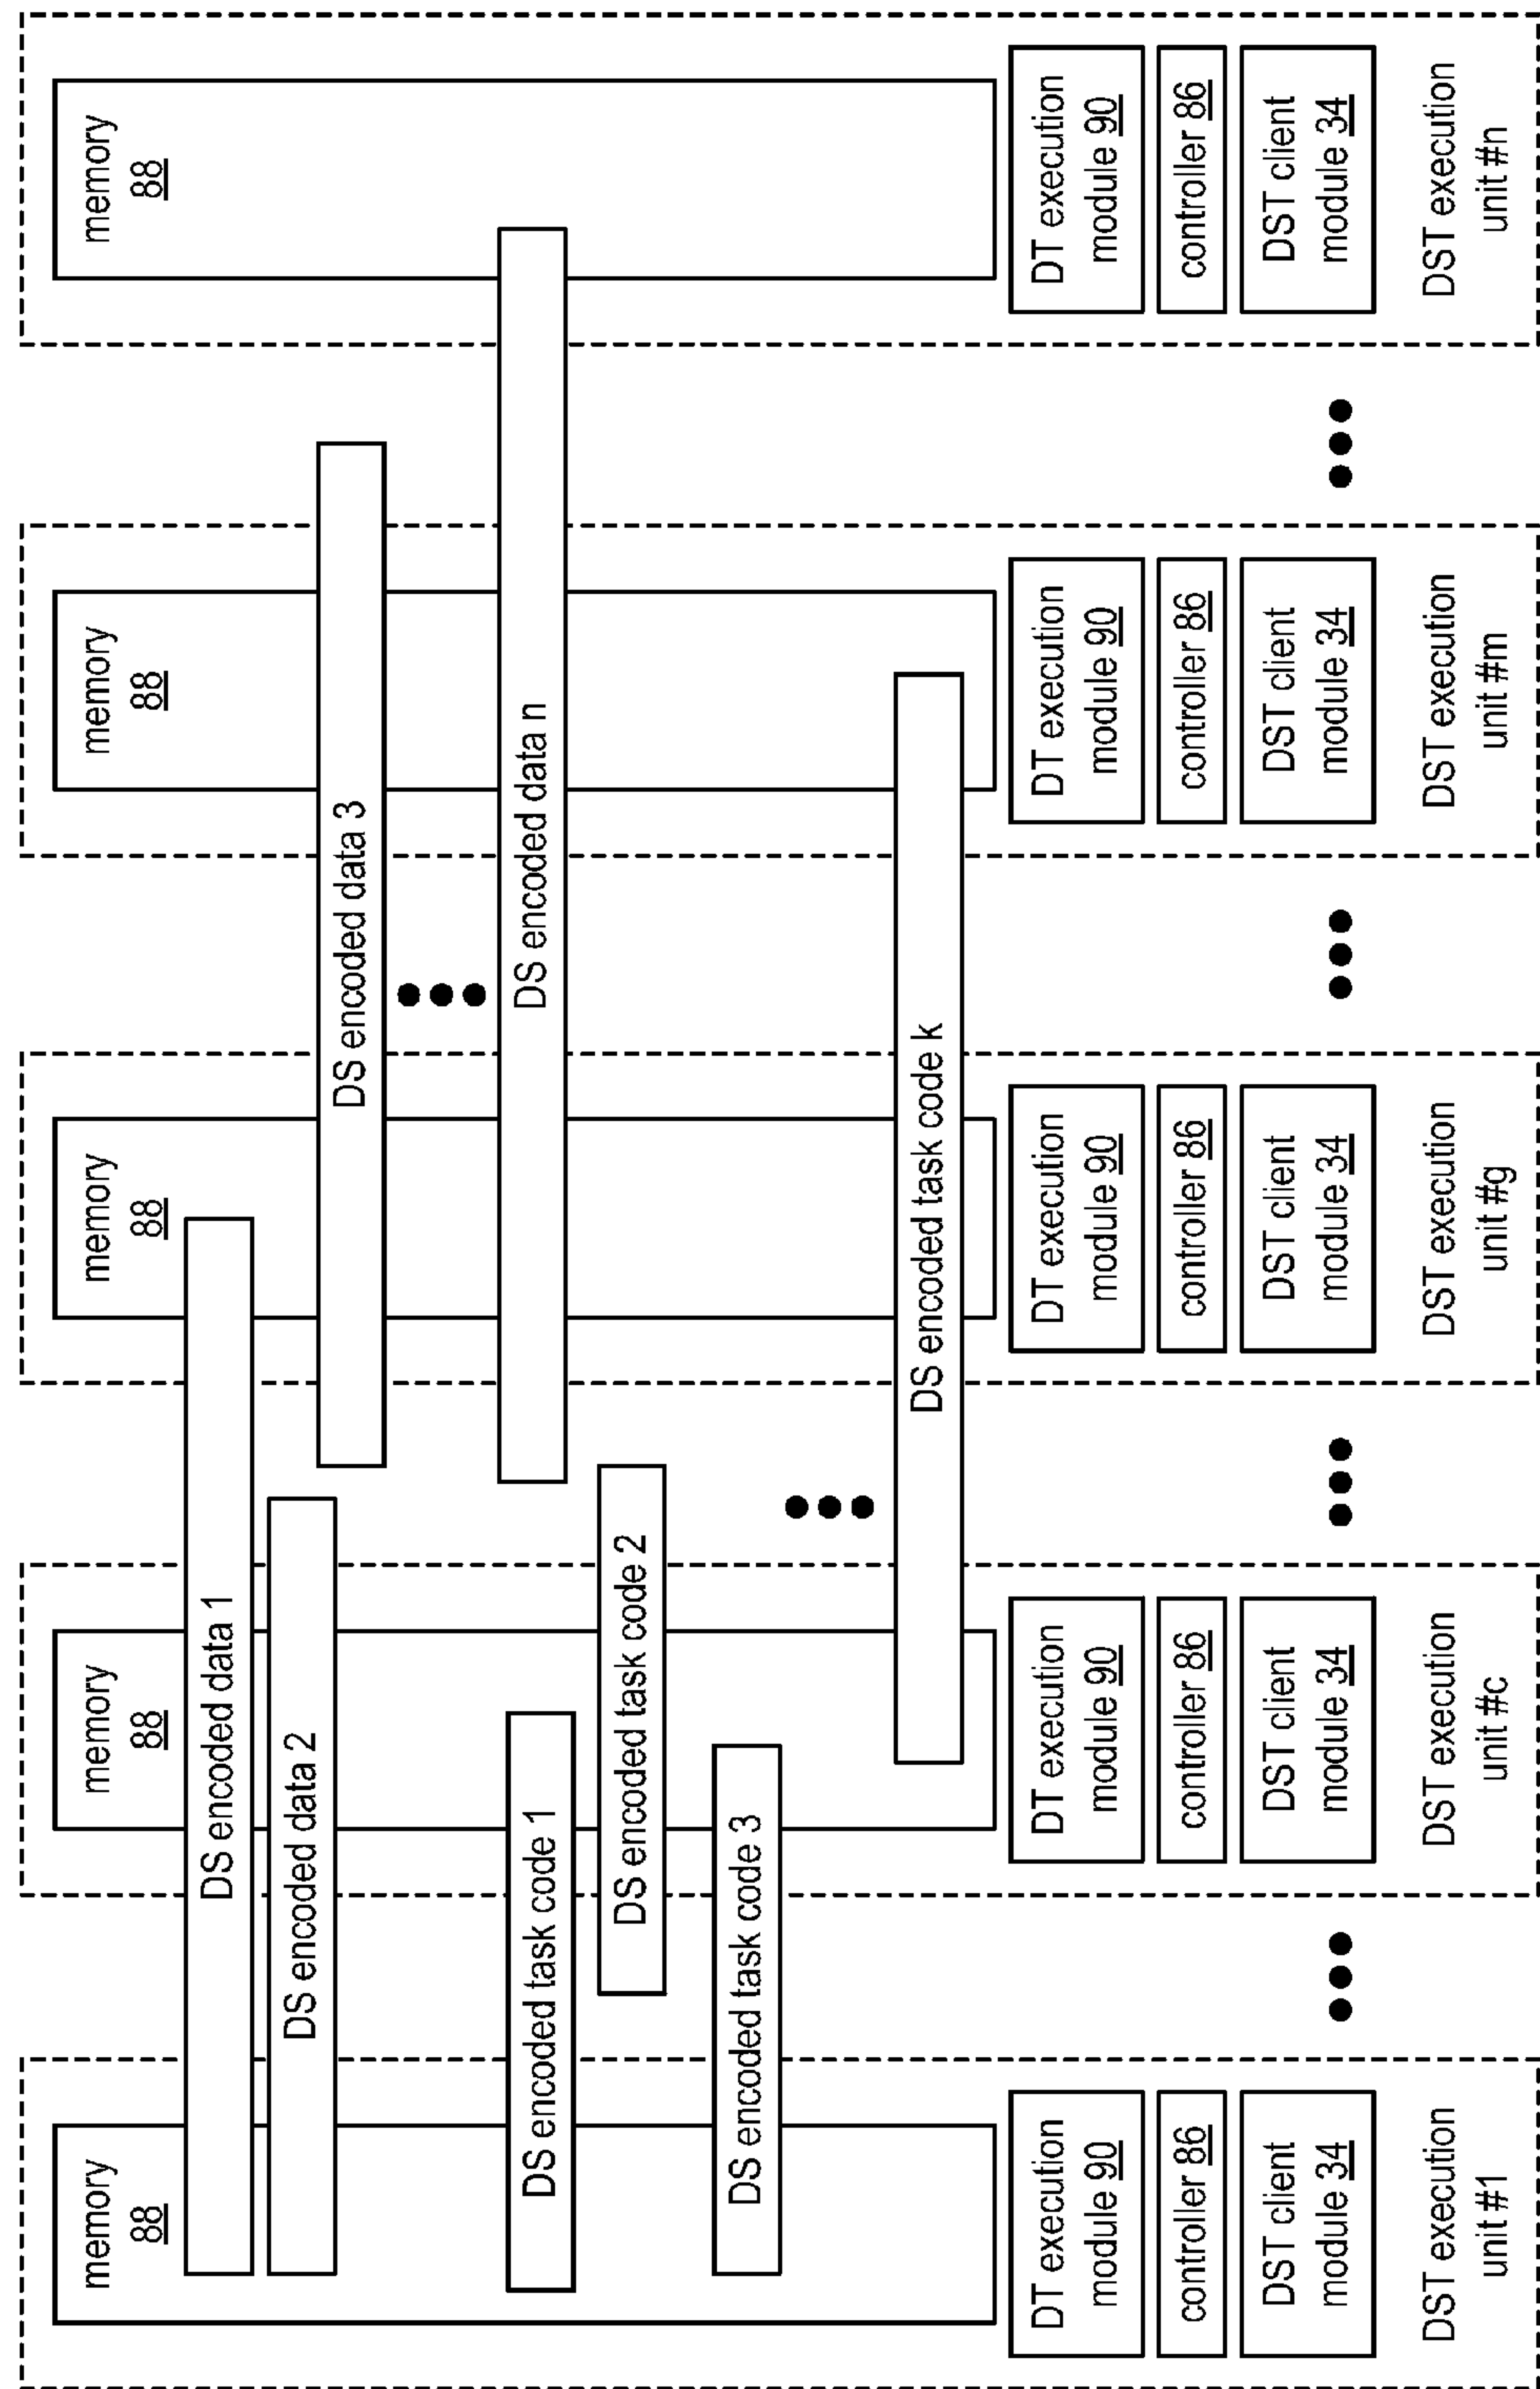 memory
88
memory
88
memory
88
memory
88
memory
88
DS encoded data 1
DS encoded data 2
DS encoded data 3
DS encoded data n
DS encoded task code 1
DS encoded task code 2
DS encoded task code 3
DS encoded task code k
DT execution
module 90
controller 86
DST client
module 34
DST execution
unit #1
DT execution
module 90
controller 86
DST client
module 34
DST execution
unit #c
DT execution
module 90
controller 86
DST client
module 34
DST execution
unit #g
DT execution
module 90
controller 86
DST client
module 34
DST execution
unit #m
DT execution
module 90
controller 86
DST client
module 34
DST execution
unit #n